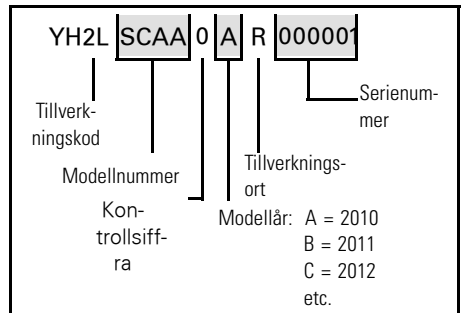 YH2L SCAA 0 A R 000001
Tillverk-
ningskod
Serienum-
mer
Modellnummer
Tillverknings-
ort
Kon-
trollsiff-
ra
Modellår: A = 2010
B = 2011
C = 2012
etc.